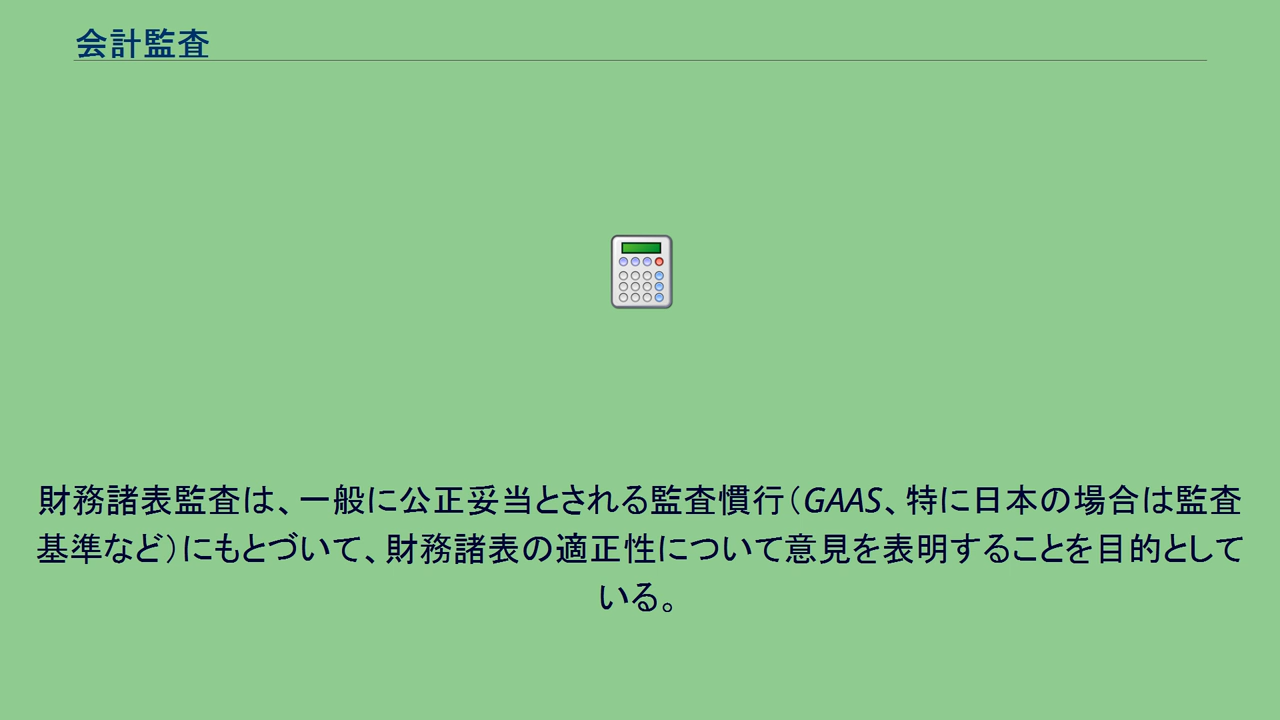 会計監査
財務諸表監査は、一般に公正妥当とされる監査慣行（GAAS、特に日本の場合は監査
基準など）にもとづいて、財務諸表の適正性について意見を表明することを目的として
いる。